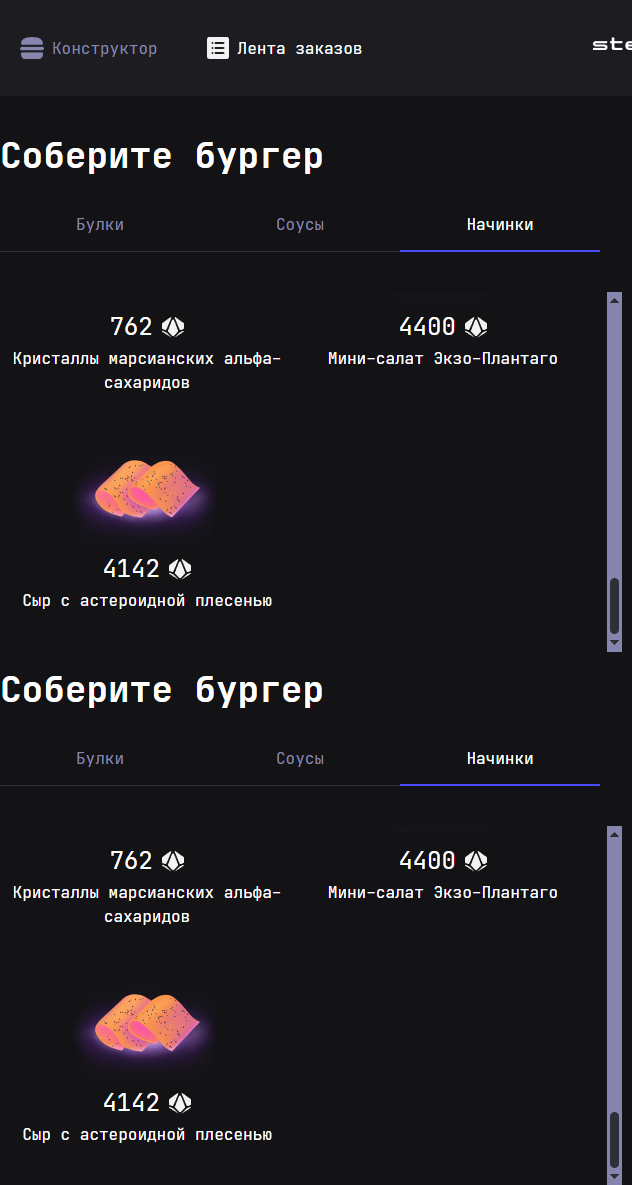 Конструктор
Лента заказов
Соберите бургер
Булки
Соусы
Начинки
762
4400
Кристаллы марсианских альфа-
сахаридов
Мини-салат Экзо-Плантаго
4142
Сыр с астероидной плесенью
Соберите бургер
Булки
Соусы
Начинки
762
4400
Кристаллы марсианских альфа-
сахаридов
Мини-салат Экзо-Плантаго
4142
Сыр с астероидной плесенью